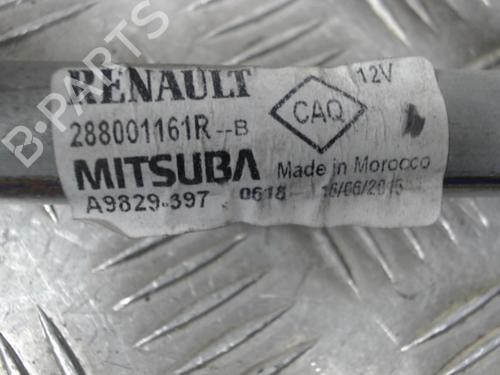 B-PARTS
RENAULT
12V
CAQ
288001161R--B
MITSUBA
Made in Morocco
A9829-397 0618 16/06/2015